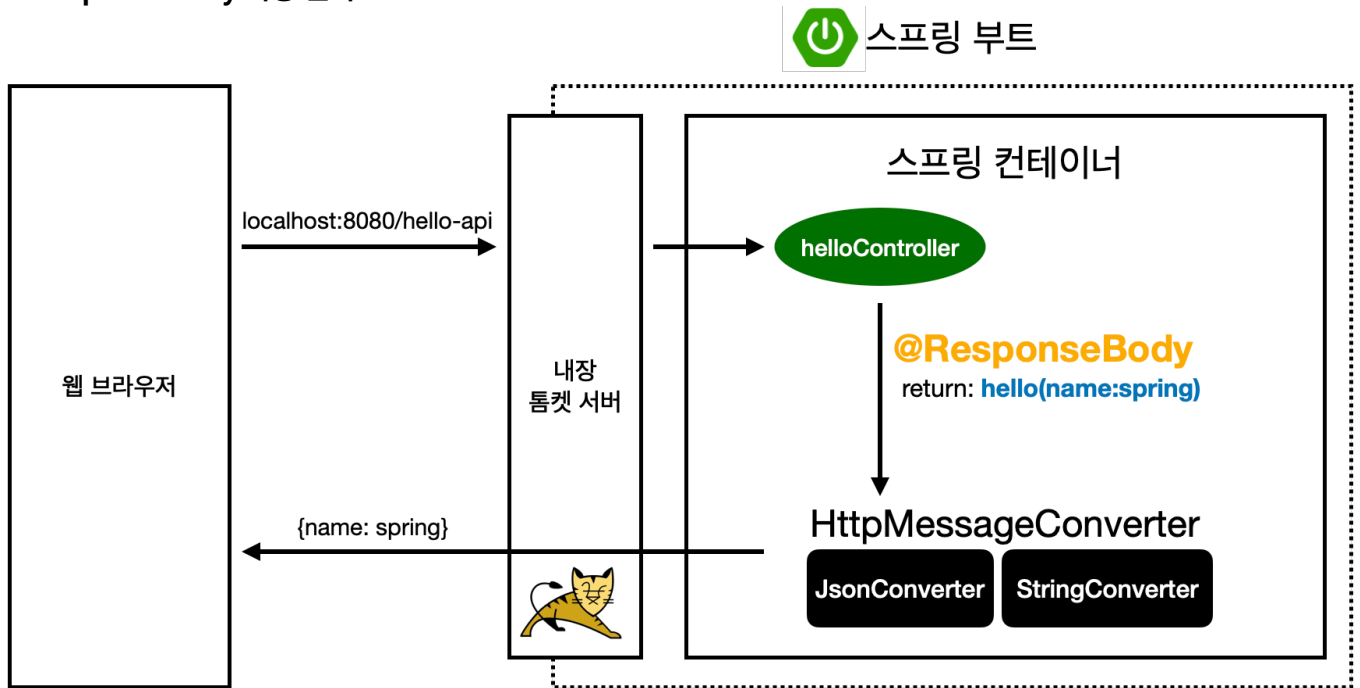 스프링 부트
스프링 컨테이너
localhost:8080/hello-api
helloController
@ResponseBody
return: hello(name:spring)
웹 브라우저
내장
톰켓 서버
{name: spring}
HttpMessageConverter
JsonConverter
StringConverter